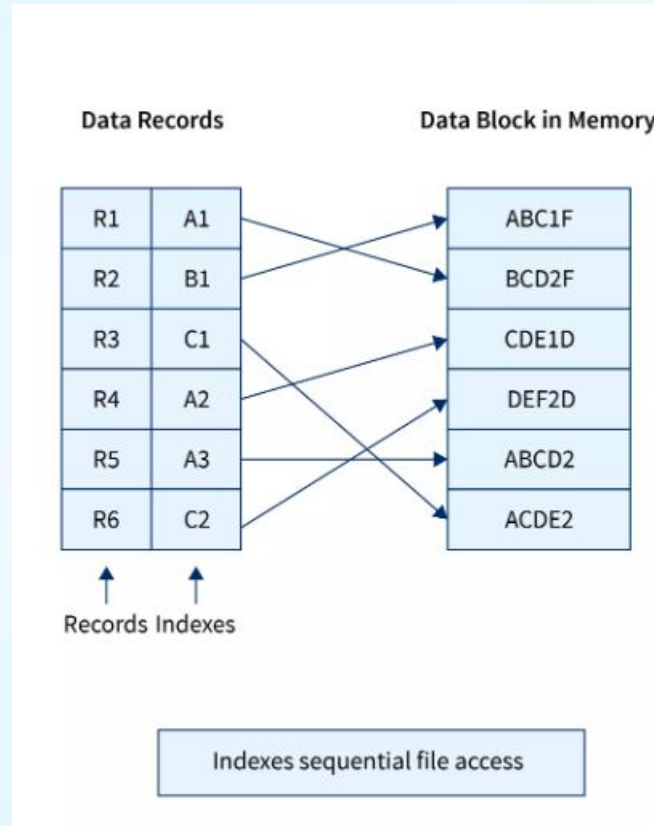 Data Records Data Block in Memory
R1 A1 ABC1F
R2 B1 BCD2F
R3 C1 CDE1D
R4 A2 DEF2D
R5 A3 ABCD2
R6 C2 ACDE2
Records Indexes
Indexes sequential file access